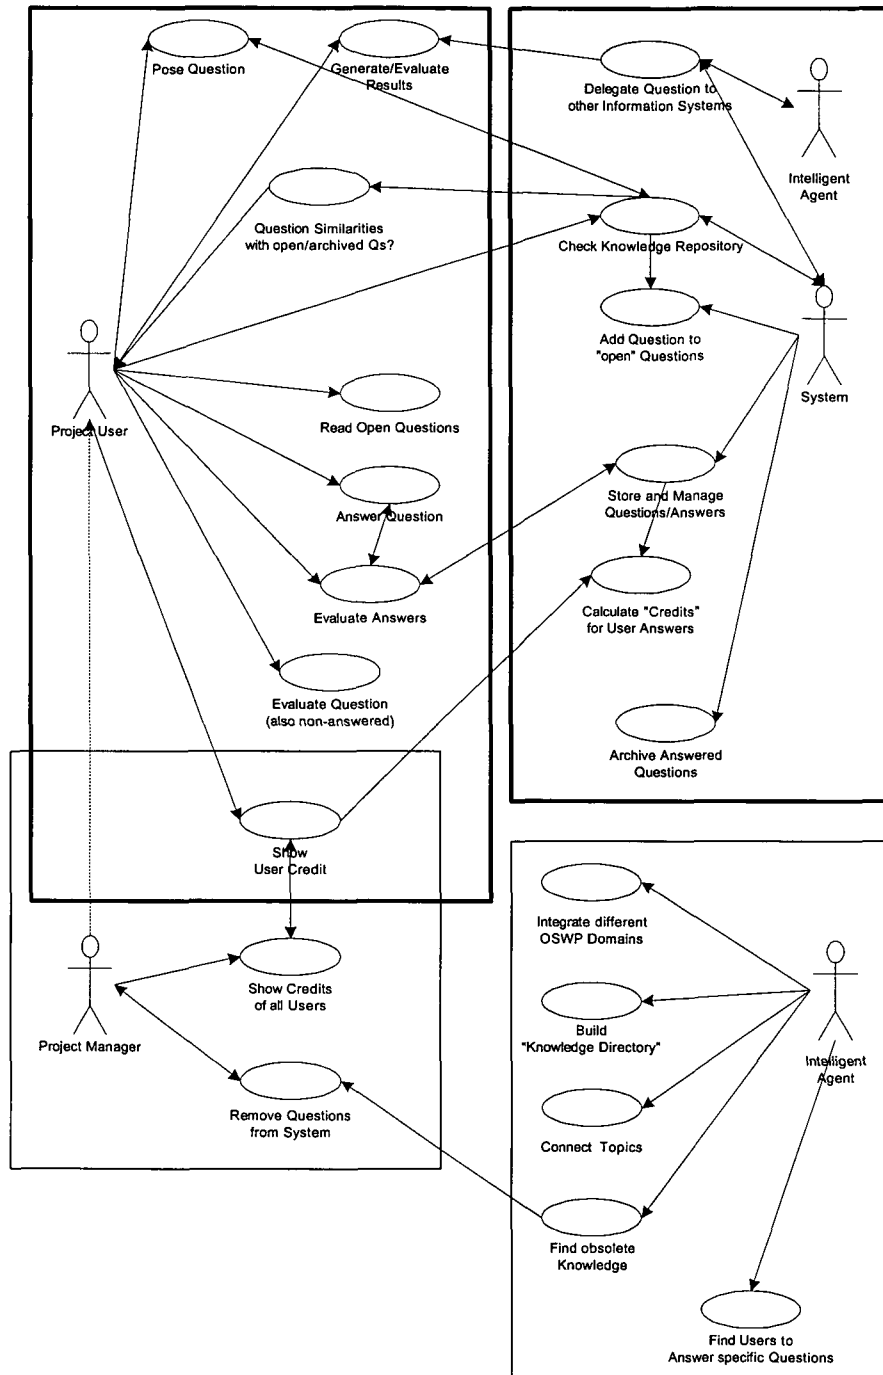 Pose Question
Generate/Evaluate
Results
Delegate Question to
other Information Systems
Intelligent
Agent
Question Similarities
with open/archived Qs?
Check Knowledge Repository
Add Question to
"open" Questions
System
Project User
Read Open Questions
Answer Question
Store and Manage
Questions/Answers
Evaluate Answers
Calculate "Credits"
for User Answers
Evaluate Question
(also non-answered)
Archive Answered
Questions
Show
User Credit
Integrate different
OSWP Domains
Show Credits
of all Users
Project Manager
Build
"Knowledge Directory"
Intelligent
Agent
Remove Questions
from System
Connect Topics
Find obsolete
Knowledge
Find Users to
Answer specific Questions